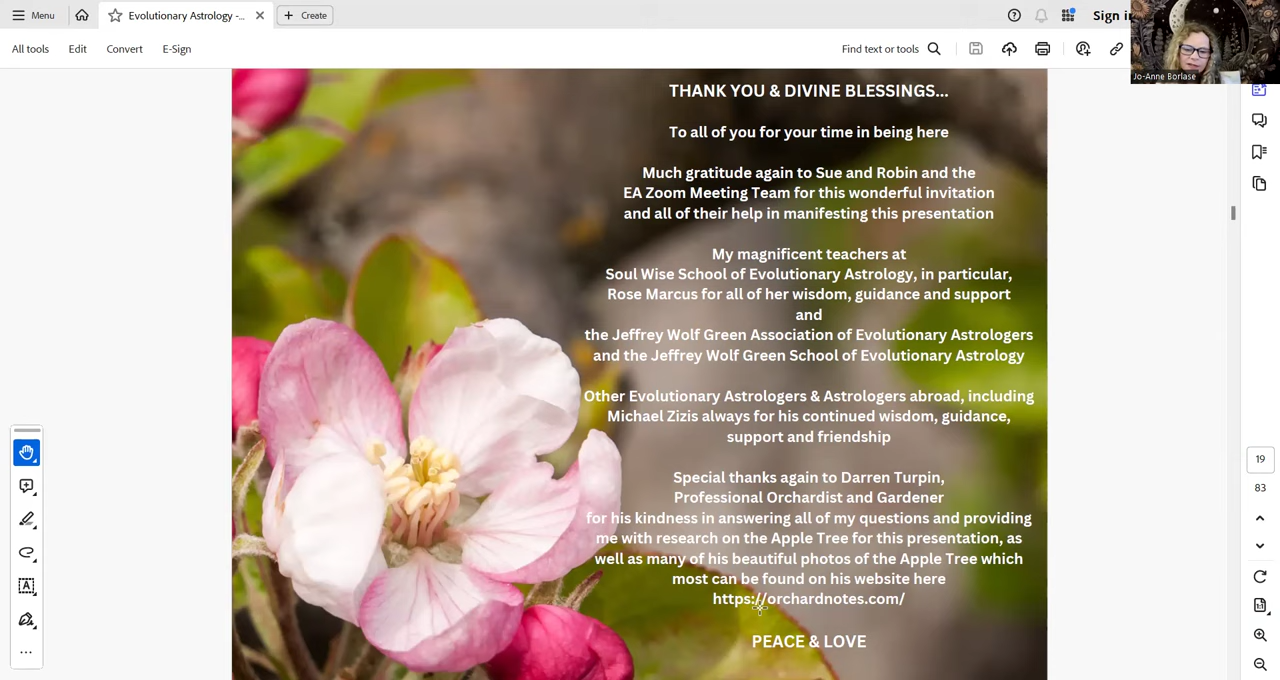 Menu
Evolutionary Astrology -...
Create
Sign in
All tools
Edit
Convert
E-Sign
Find text or tools
Jo-Anne Borlase
THANK YOU & DIVINE BLESSINGS...
To all of you for your time in being here
Much gratitude again to Sue and Robin and the
EA Zoom Meeting Team for this wonderful invitation
and all of their help in manifesting this presentation
My magnificent teachers at
Soul Wise School of Evolutionary Astrology, in particular,
Rose Marcus for all of her wisdom, guidance and support
and
the Jeffrey Wolf Green Association of Evolutionary Astrologers
and the Jeffrey Wolf Green School of Evolutionary Astrology
Other Evolutionary Astrologers & Astrologers abroad, including
Michael Zizis always for his continued wisdom, guidance,
support and friendship
Special thanks again to Darren Turpin,
Professional Orchardist and Gardener
for his kindness in answering all of my questions and providing
me with research on the Apple Tree for this presentation, as
well as many of his beautiful photos of the Apple Tree which
most can be found on his website here
https://orchardnotes.com/
PEACE & LOVE
19
83